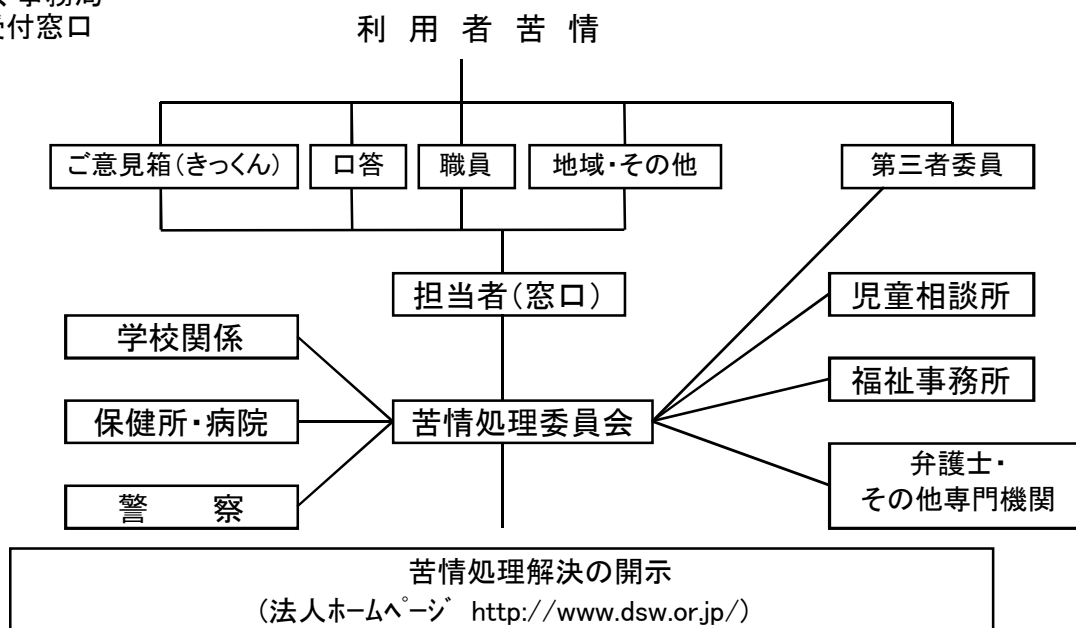 事務局
受付窓口
利用者苦情
ご意見箱(きっくん)
口答
職員
地域・その他
第三者委員
担当者(窓口)
児童相談所
学校関係
福祉事務所
保健所・病院
苦情処理委員会
弁護士・
その他専門機関
警　察
苦情処理解決の開示
(法人ホームページ http://www.dsw.or.jp/)